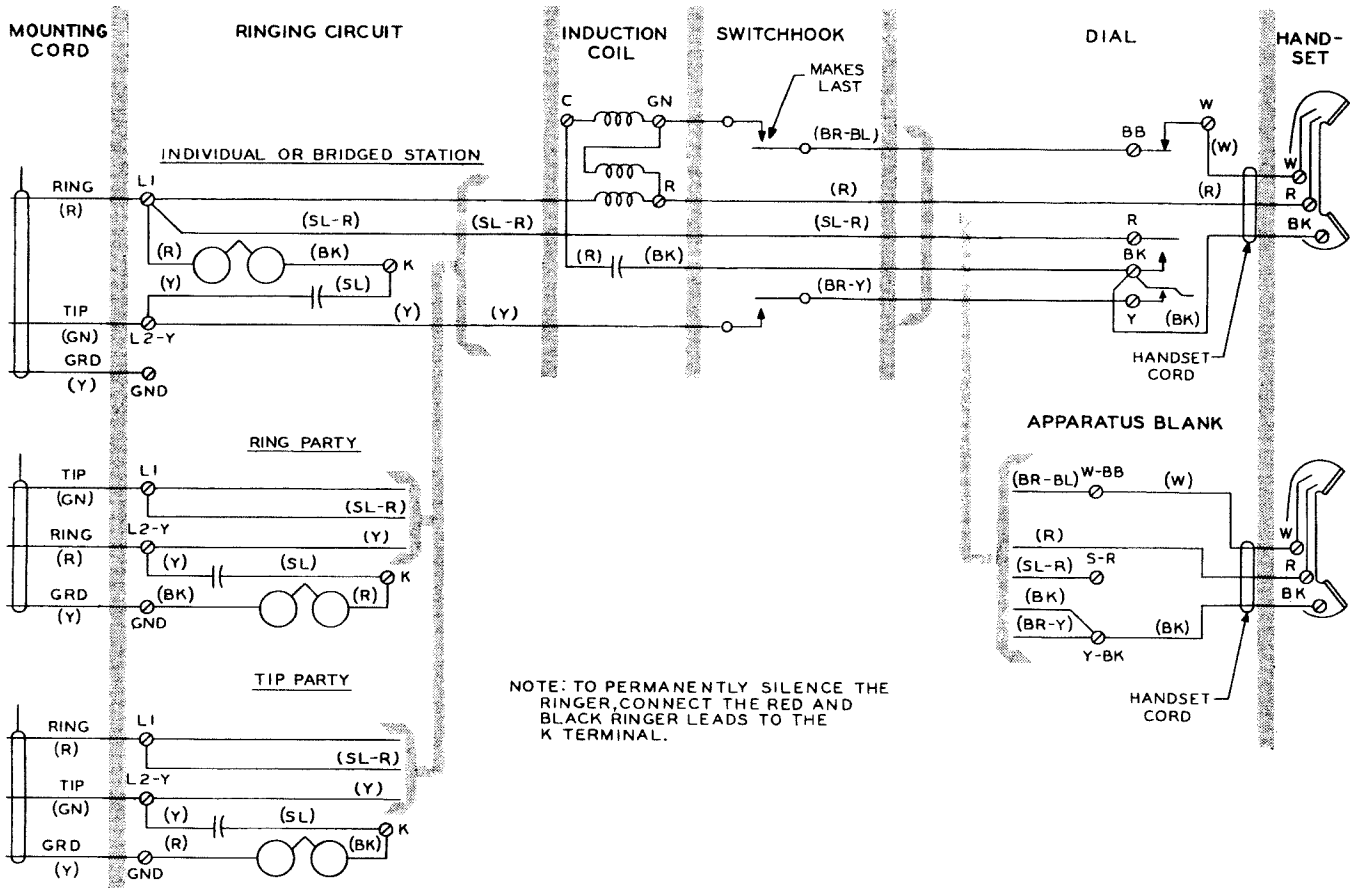 MOUNTING
CORD
RINGING CIRCUIT
INDUCTION
COIL
SWITCHHOOK
DIAL
HAND-
SET
MAKES
LAST
C
GN
W
(BR-BL)
BB
(W)
INDIVIDUAL OR BRIDGED STATION
W
RING
(R)
L1
R
(R)
(R)
R
(SL-R)
(SL-R)
(SL-R)
R
BK
(R)
(BK)
K
(R)
(BK)
BK
(Y)
(SL)
(BR-Y)
TIP
(GN)
L2-Y
(Y)
(Y)
Y
(BK)
GRD
(Y)
GND
HANDSET
CORD
RING PARTY
TIP
(GN)
L1
(SL-R)
RING
(R)
L2-Y
(Y)
(Y)
(SL)
K
GRD
(Y)
(BK)
(R)
GND
APPARATUS BLANK
(BR-BL)
W-BB
(W)
W
(R)
R
(SL-R)
S-R
BK
(BK)
(BR-Y)
(BK)
Y-BK
HANDSET
CORD
TIP PARTY
RING
(R)
L1
(SL-R)
TIP
(GN)
L2-Y
(Y)
(Y)
(SL)
K
GRD
(Y)
(R)
(BK)
GND
NOTE: TO PERMANENTLY SILENCE THE
RINGER, CONNECT THE RED AND
BLACK RINGER LEADS TO THE
K TERMINAL.